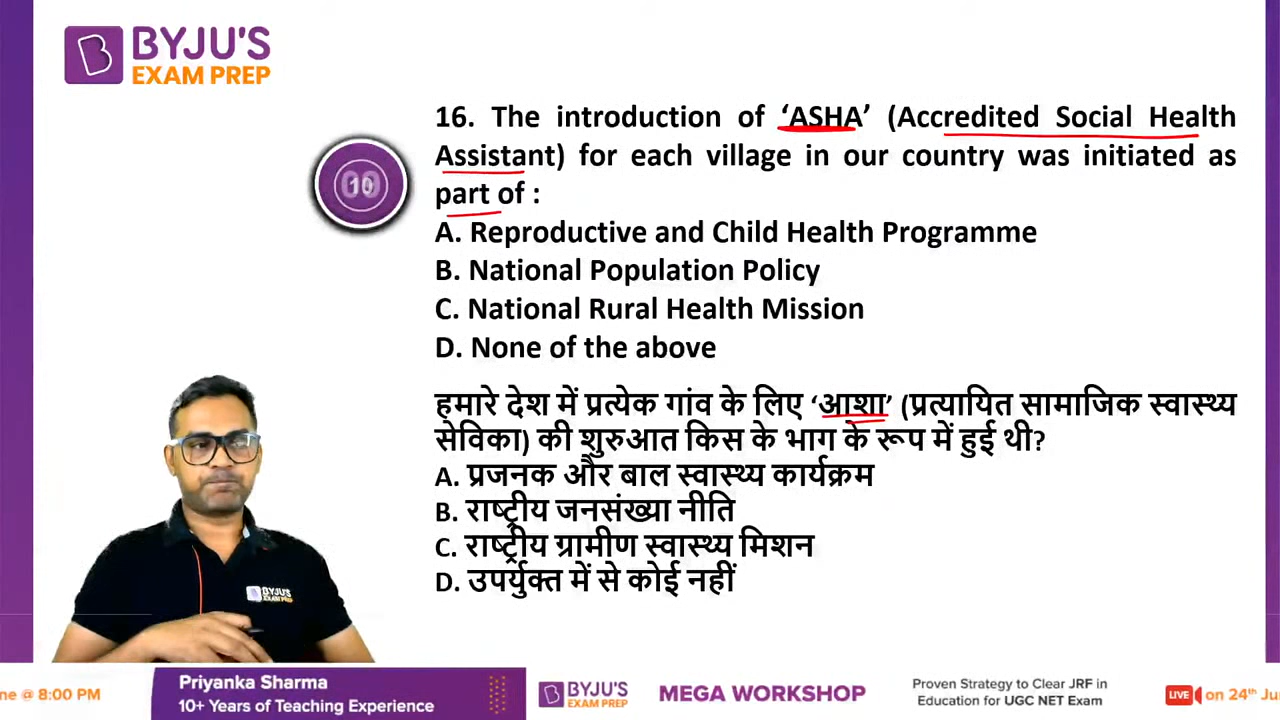 BYJU'S
EXAM PREP
16. The introduction of ‘ASHA’ (Accredited Social Health
Assistant) for each village in our country was initiated as
part of :
A. Reproductive and Child Health Programme
B. National Population Policy
C. National Rural Health Mission
D. None of the above
हमारे देश में प्रत्येक गांव के लिए ‘आशा’ (प्रत्यायित सामाजिक स्वास्थ्य
सेविका) की शुरुआत किस के भाग के रूप में हुई थी?
A. प्रजनक और बाल स्वास्थ्य कार्यक्रम
B. राष्ट्रीय जनसंख्या नीति
C. राष्ट्रीय ग्रामीण स्वास्थ्य मिशन
D. उपर्युक्त में से कोई नहीं
BYJU'S
EXAM PREP
ne @ 8:00 PM
Priyanka Sharma
10+ Years of Teaching Experience
BYJU'S
EXAM PREP
MEGA WORKSHOP
Proven Strategy to Clear JRF in
Education for UGC NET Exam
LIVE
on 24th Ju